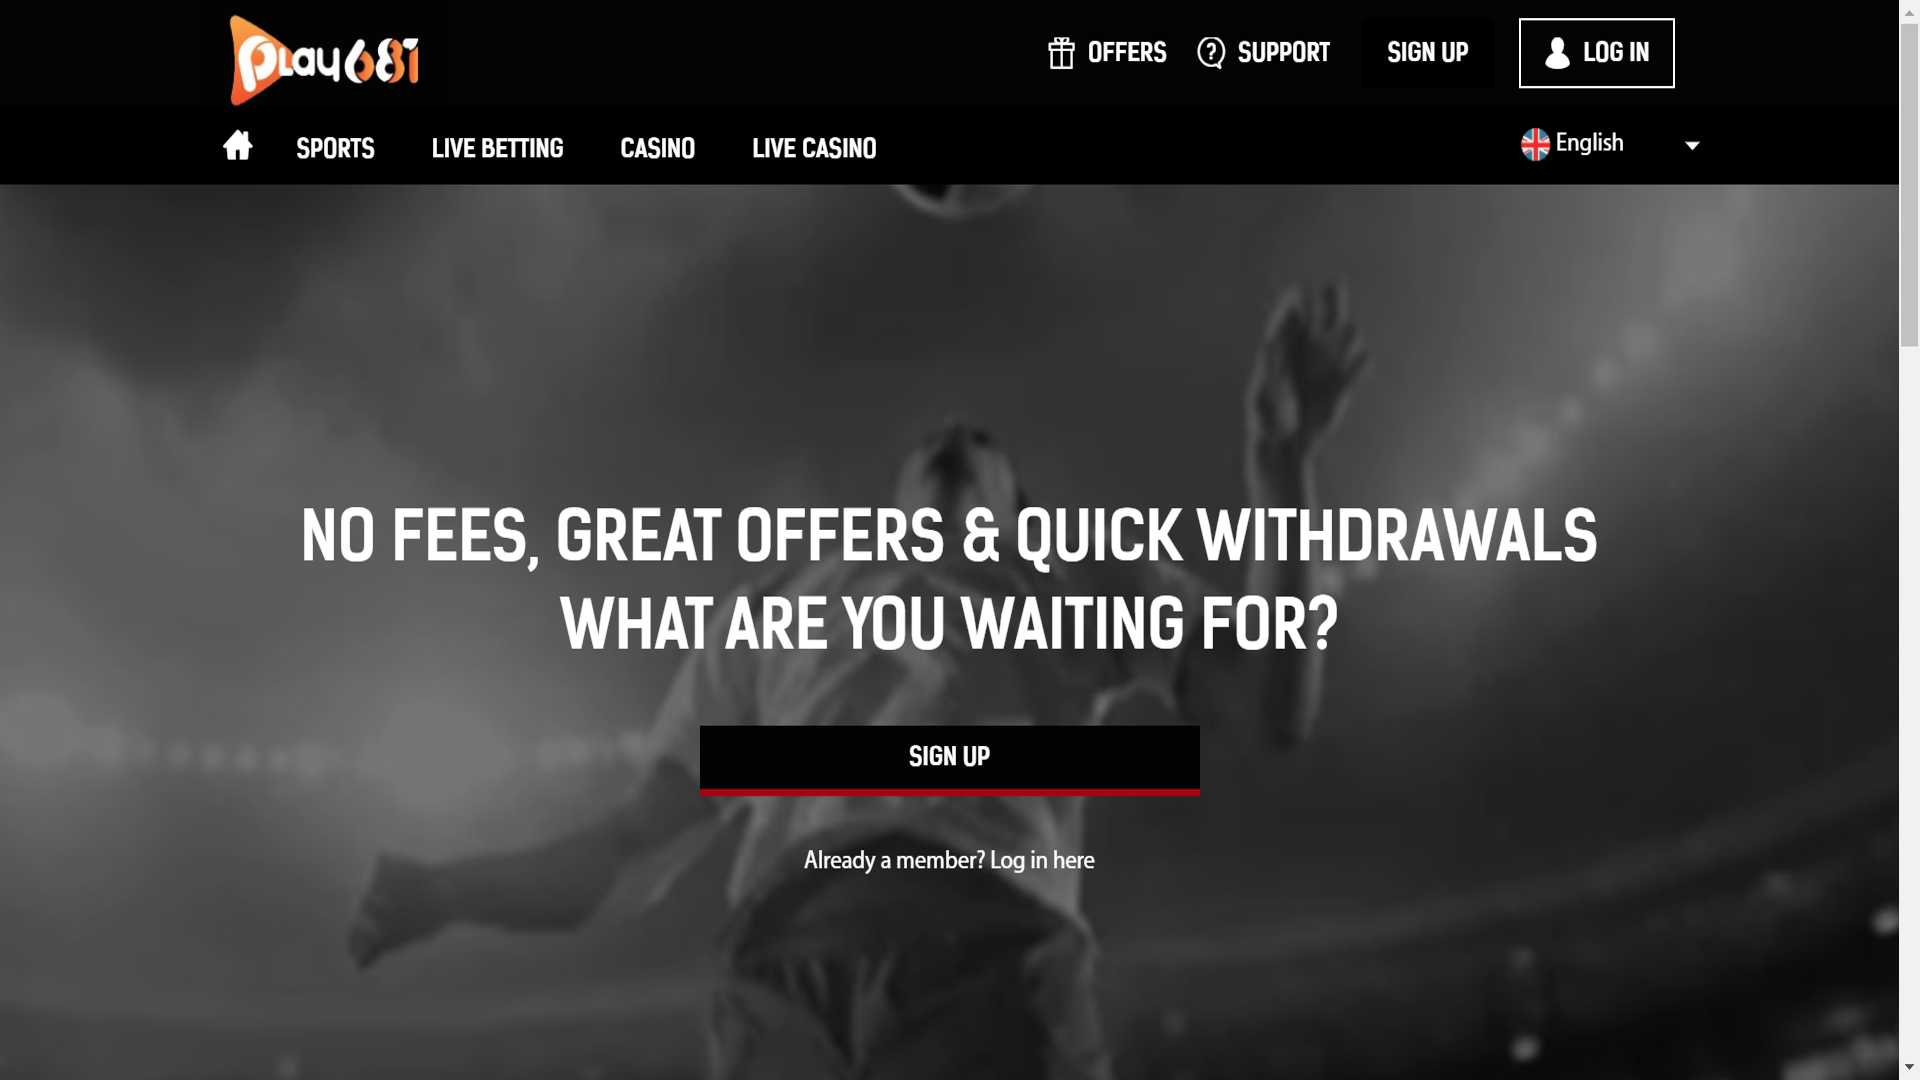 Play681
OFFERS
SUPPORT
SIGN UP
LOG IN
SPORTS
LIVE BETTING
CASINO
LIVE CASINO
English
NO FEES, GREAT OFFERS & QUICK WITHDRAWALS
WHAT ARE YOU WAITING FOR?
SIGN UP
Already a member? Log in here